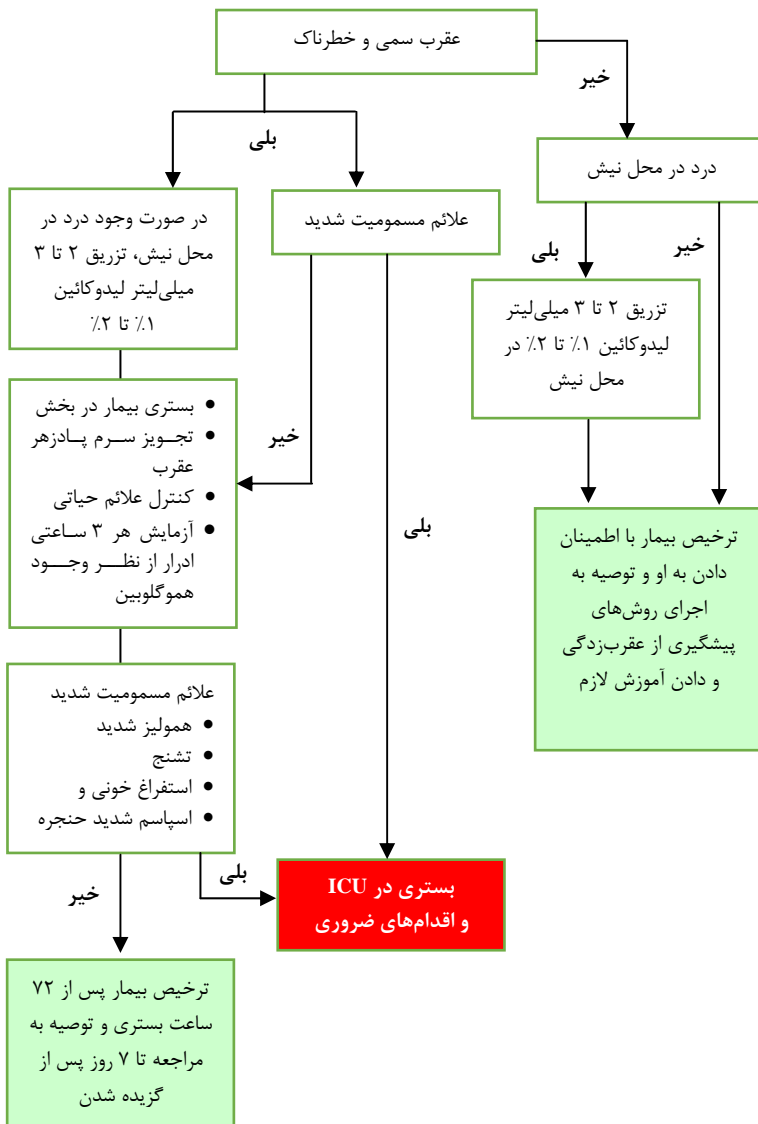 عقرب سمی و خطرناک
خیر
بلی
درد در محل نیش
در صورت وجود درد در
محل نیش، تزریق ۲ تا ۳
میلی‌لیتر لیدوکائین
۱٪ تا ۲٪
علائم مسمومیت شدید
بلی
خیر
تزریق ۲ تا ۳ میلی‌لیتر
لیدوکائین ۱٪ تا ۲٪ در
محل نیش
• بستری بیمار در بخش
• تجـویز سـرم پـادزهر
عقرب
• کنترل علائم حیاتی
• آزمایش هر ۳ ساعتی
ادرار از نظـر وجـود
هموگلوبین
خیر
بلی
ترخیص بیمار با اطمینان
دادن به او و توصیه به
اجرای روش‌های
پیشگیری از عقرب‌زدگی
و دادن آموزش لازم
علائم مسمومیت شدید
• همولیز شدید
• تشنج
• استفراغ خونی و
• اسپاسم شدید حنجره
بلی
خیر
بستری در ICU
و اقدام‌های ضروری
ترخیص بیمار پس از ۷۲
ساعت بستری و توصیه به
مراجعه تا ۷ روز پس از
گزیده شدن